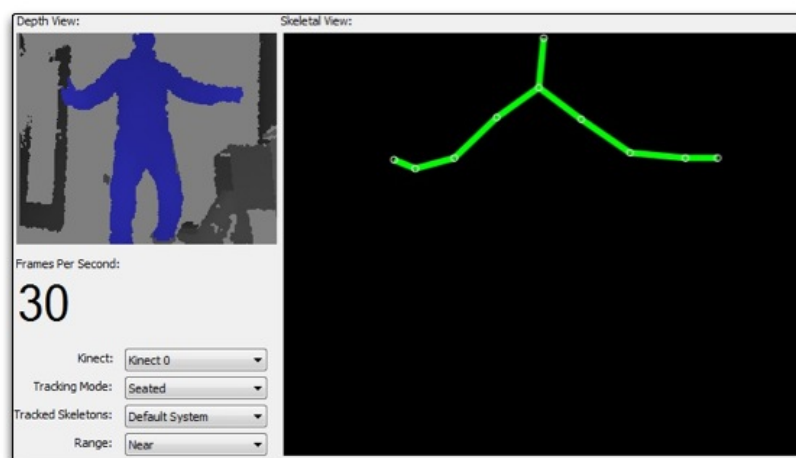 Depth View:
Skeletal View:
Frames Per Second:
30
Kinect: Kinect 0
Tracking Mode: Seated
Tracked Skeletons: Default System
Range: Near